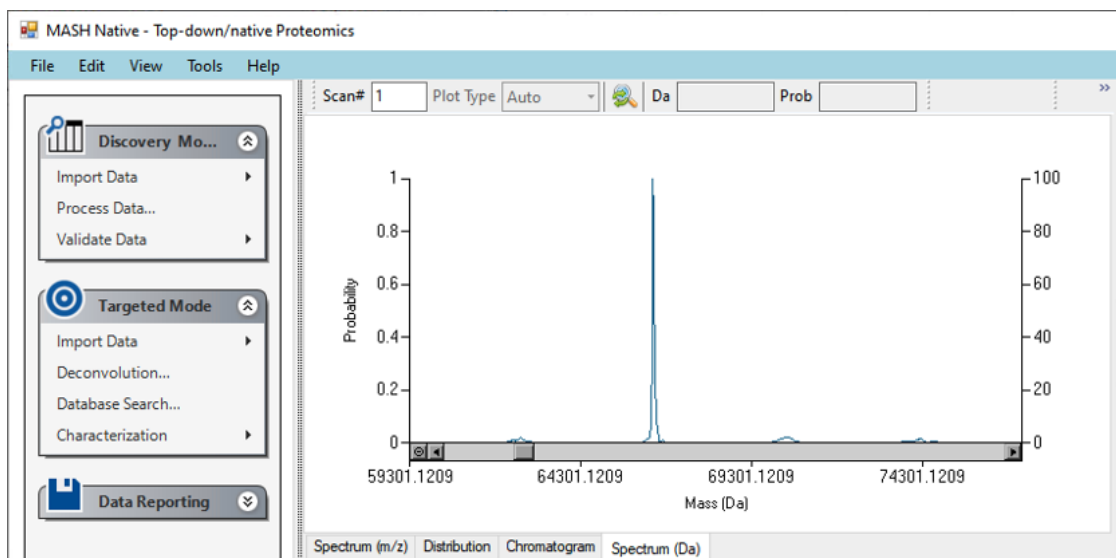 MASH Native - Top-down/native Proteomics
File Edit View Tools Help
Scan# 1 Plot Type Auto Da Prob »
Discovery Mo...
Import Data
Process Data...
Validate Data
Targeted Mode
Import Data
Deconvolution...
Database Search...
Characterization
Data Reporting
1 100
0.8 80
0.6 60
Probability
0.4 40
0.2 20
0 0
59301.1209 64301.1209 69301.1209 74301.1209
Mass (Da)
Spectrum (m/z) Distribution Chromatogram Spectrum (Da)